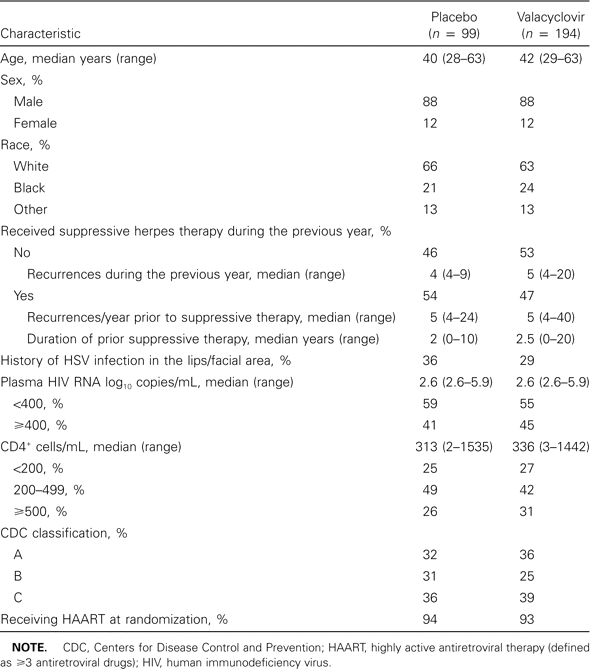 Characteristic Placebo (n = 99) Valacyclovir (n = 194)
Age, median years (range) 40 (28–63) 42 (29–63)
Sex, %
Male 88 88
Female 12 12
Race, %
White 66 63
Black 21 24
Other 13 13
Received suppressive herpes therapy during the previous year, %
No 46 53
Recurrences during the previous year, median (range) 4 (4–9) 5 (4–20)
Yes 54 47
Recurrences/year prior to suppressive therapy, median (range) 5 (4–24) 5 (4–40)
Duration of prior suppressive therapy, median years (range) 2 (0–10) 2.5 (0–20)
History of HSV infection in the lips/facial area, % 36 29
Plasma HIV RNA log10 copies/mL, median (range) 2.6 (2.6–5.9) 2.6 (2.6–5.9)
<400, % 59 55
⩾400, % 41 45
CD4+ cells/mL, median (range) 313 (2–1535) 336 (3–1442)
<200, % 25 27
200–499, % 49 42
⩾500, % 26 31
CDC classification, %
A 32 36
B 31 25
C 36 39
Receiving HAART at randomization, % 94 93
NOTE. CDC, Centers for Disease Control and Prevention; HAART, highly active antiretroviral therapy (defined
as ⩾3 antiretroviral drugs); HIV, human immunodeficiency virus.